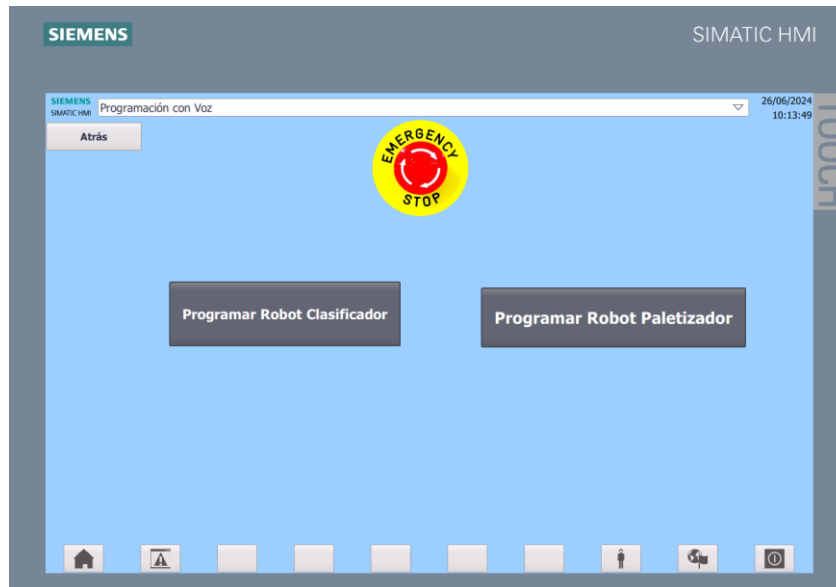 SIEMENS
SIMATIC HMI
SIEMENS
SIMATIC HMI
Programación con Voz
26/06/2024
10:13:49
TOUCH
Atrás
EMERGENCY
STOP
Programar Robot Clasificador
Programar Robot Paletizador